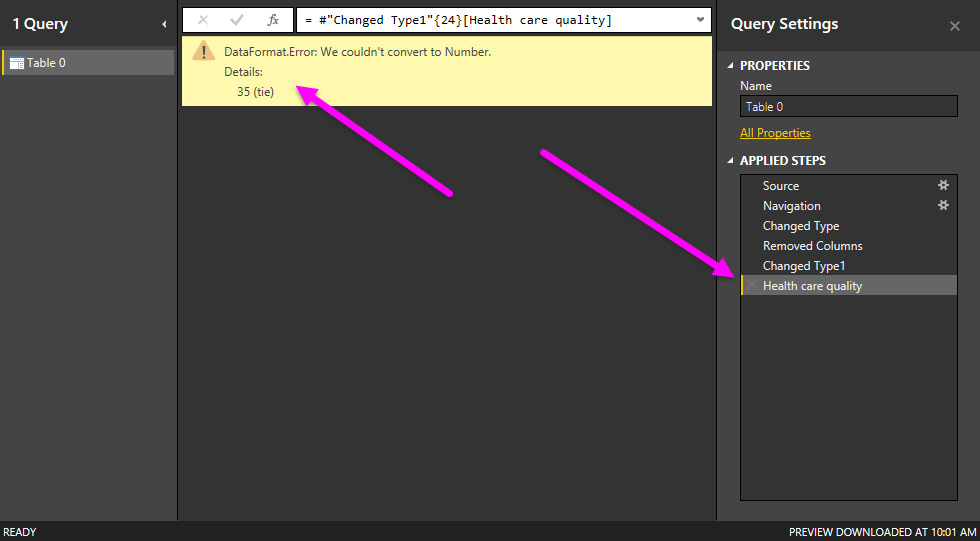 1 Query
Table 0
fx
= #"Changed Type1"{24}[Health care quality]
DataFormat.Error: We couldn't convert to Number.
Details:
35 (tie)
Query Settings
PROPERTIES
Name
Table 0
All Properties
APPLIED STEPS
Source
Navigation
Changed Type
Removed Columns
Changed Type1
Health care quality
READY
PREVIEW DOWNLOADED AT 10:01 AM